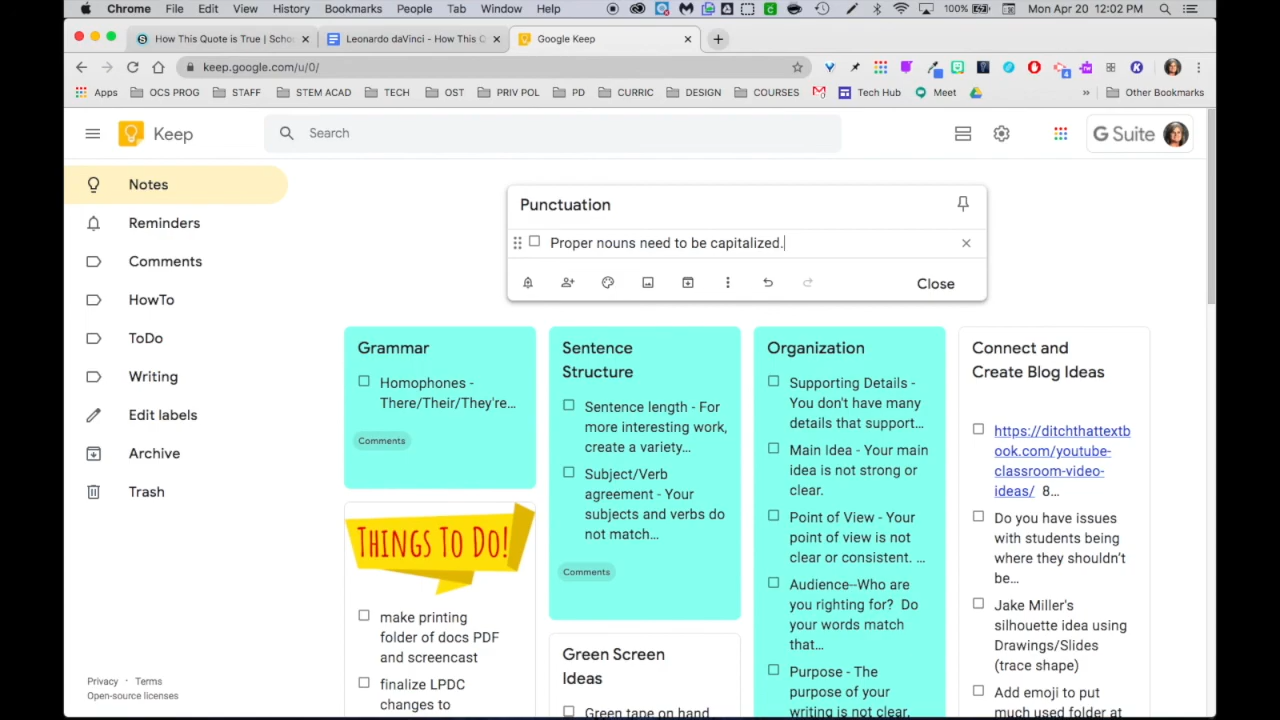 Chrome File Edit View History Bookmarks People Tab Window Help 100% Mon Apr 20 12:02 PM
How This Quote is True | Scho
Leonardo daVinci - How This Q
Google Keep
keep.google.com/u/0/
Apps OCS PROG STAFF STEM ACAD TECH OST PRIV POL PD CURRIC DESIGN COURSES Tech Hub Meet » Other Bookmarks
Keep
Search
G Suite
Notes
Reminders
Comments
HowTo
ToDo
Writing
Edit labels
Archive
Trash
Privacy · Terms
Open-source licenses
Punctuation
Proper nouns need to be capitalized.
Close
Grammar
Homophones -
There/Their/They're...
Comments
THINGS TO DO!
make printing
folder of docs PDF
and screencast
finalize LPDC
changes to
Sentence
Structure
Sentence length - For
more interesting work,
create a variety...
Subject/Verb
agreement - Your
subjects and verbs do
not match...
Comments
Green Screen
Ideas
Green tape on hand
Organization
Supporting Details -
You don't have many
details that support...
Main Idea - Your main
idea is not strong or
clear.
Point of View - Your
point of view is not
clear or consistent. ...
Audience--Who are
you righting for? Do
your words match
that...
Purpose - The
purpose of your
writing is not clear.
Connect and
Create Blog Ideas
https://ditchthattextb
ook.com/youtube-
classroom-video-
ideas/ 8...
Do you have issues
with students being
where they shouldn't
be...
Jake Miller's
silhouette idea using
Drawings/Slides
(trace shape)
Add emoji to put
much used folder at